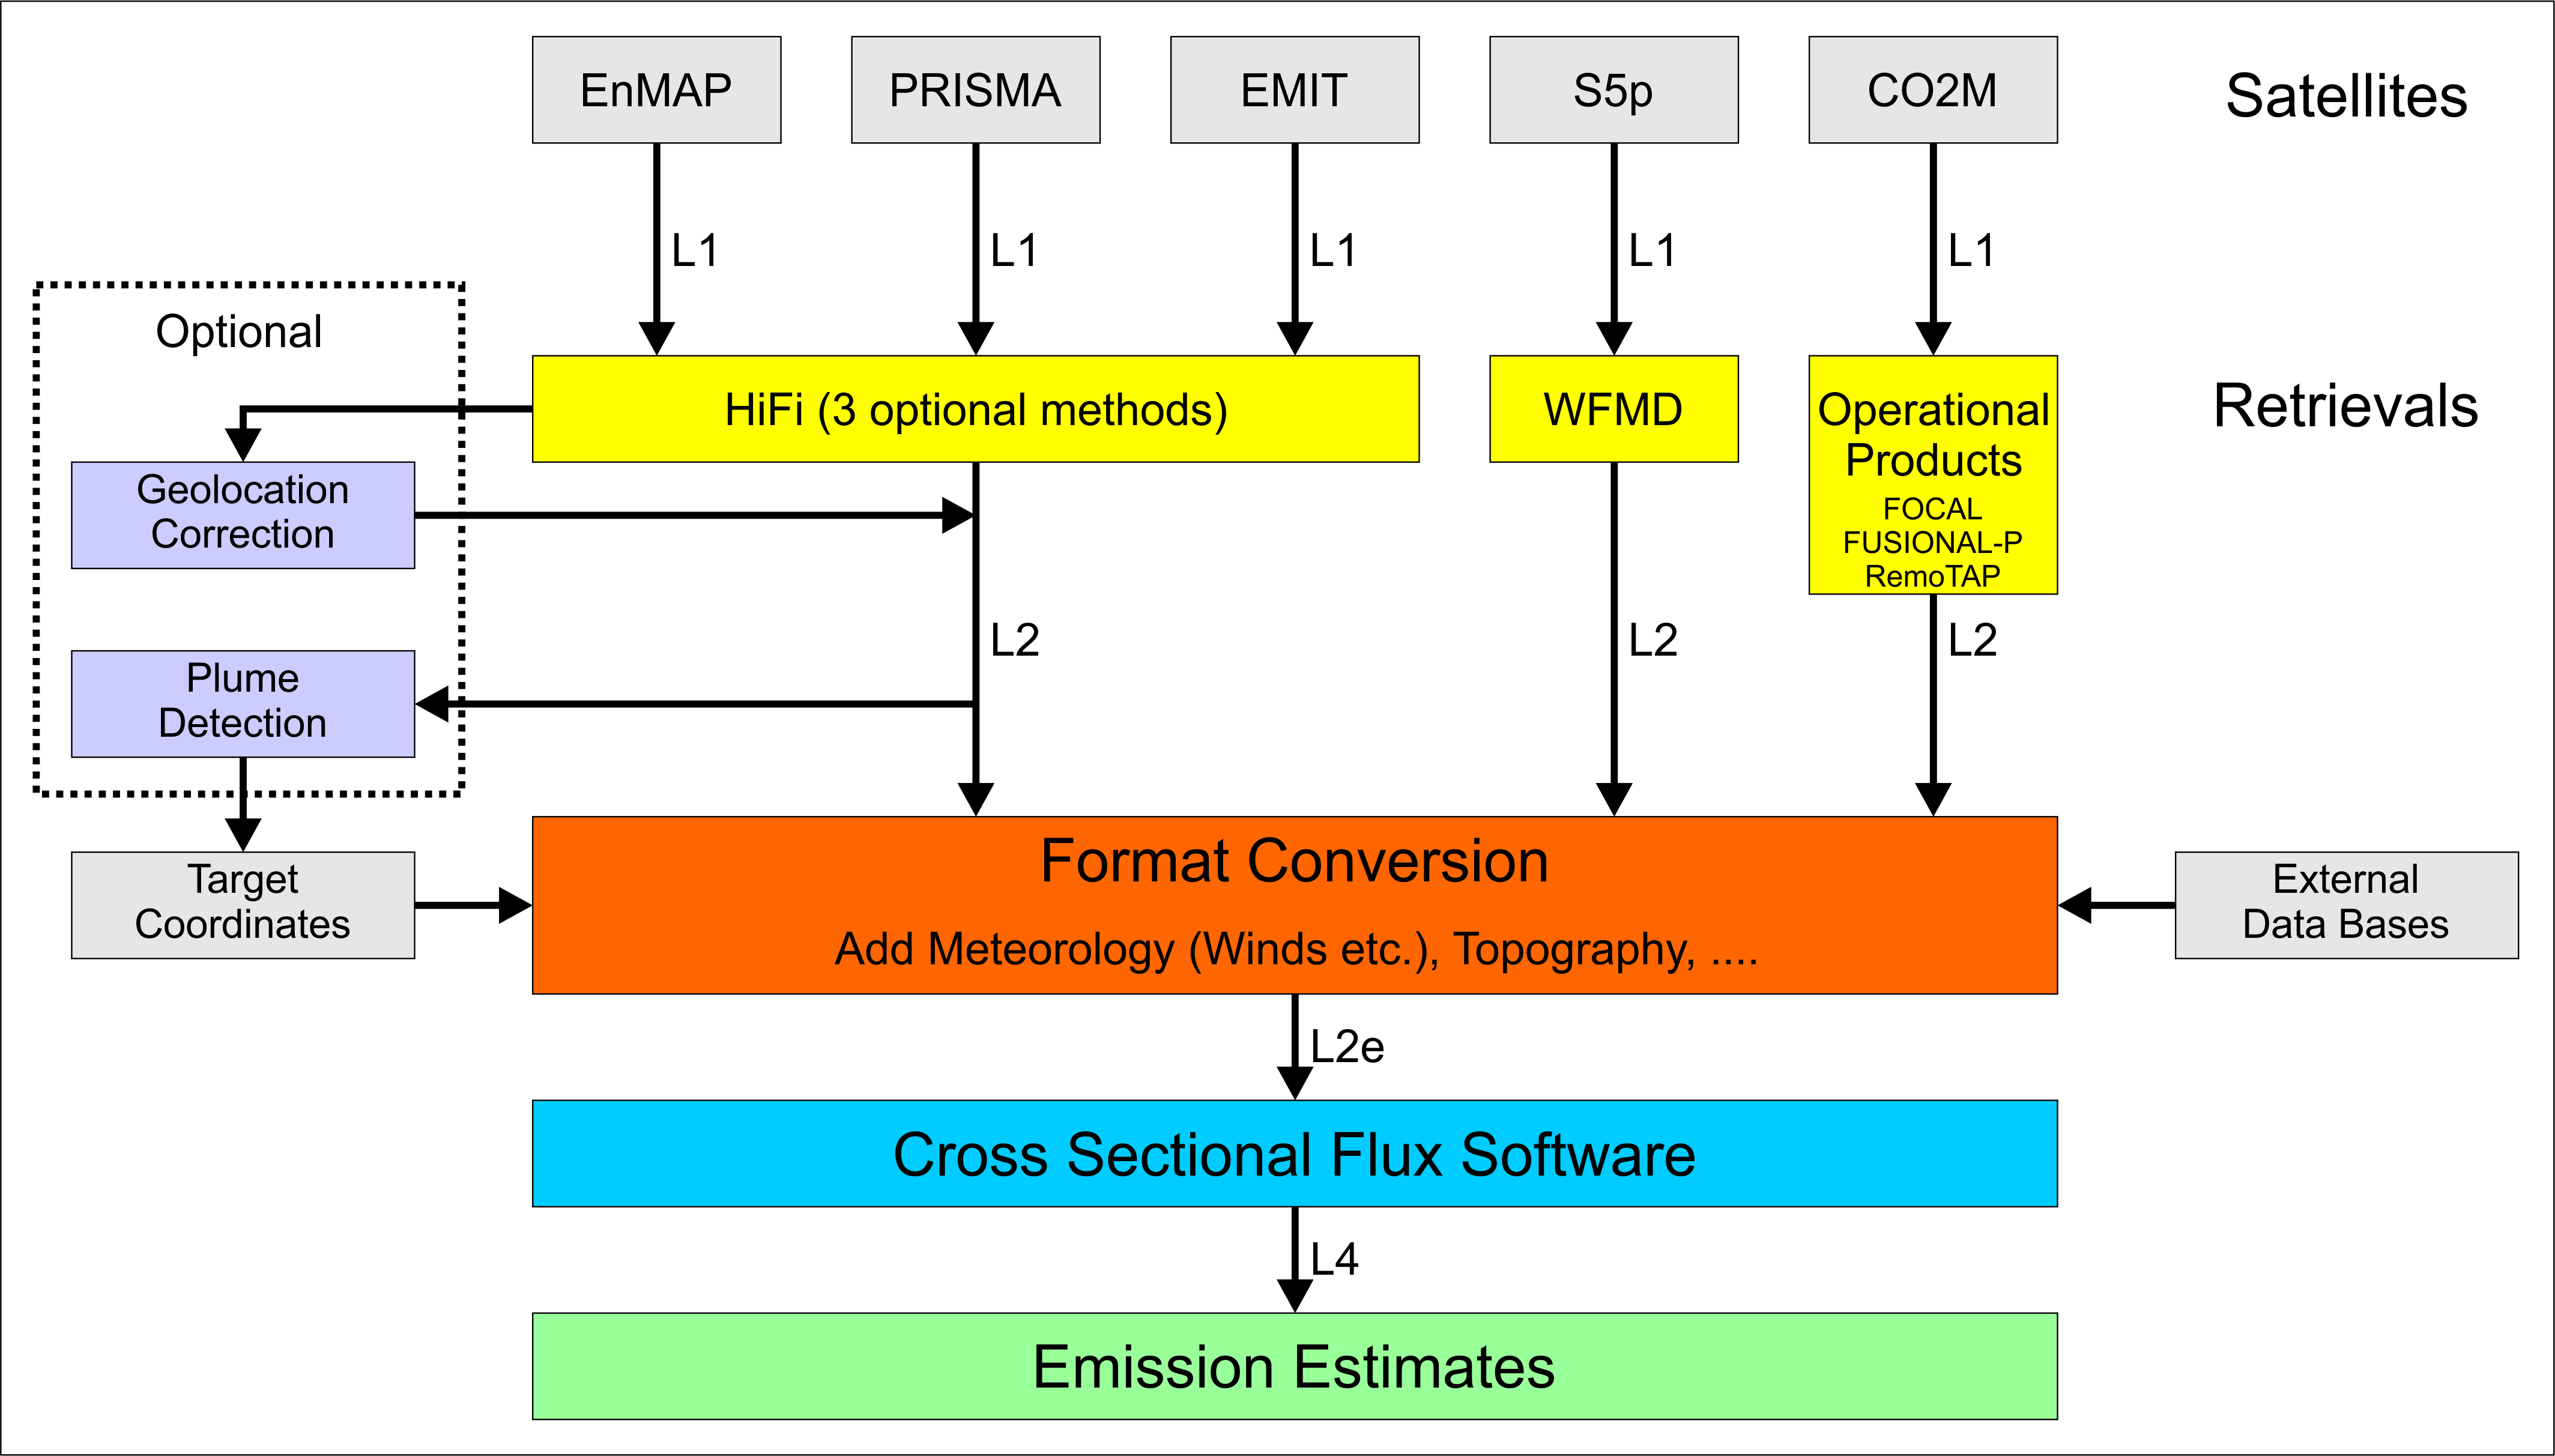 EnMAP
PRISMA
EMIT
S5p
CO2M
Satellites
L1
L1
L1
L1
L1
Optional
HiFi (3 optional methods)
WFMD
Operational
Products
FOCAL
FUSIONAL-P
RemoTAP
Retrievals
Geolocation
Correction
L2
L2
L2
Plume
Detection
Target
Coordinates
Format Conversion
Add Meteorology (Winds etc.), Topography, ....
External
Data Bases
L2e
Cross Sectional Flux Software
L4
Emission Estimates